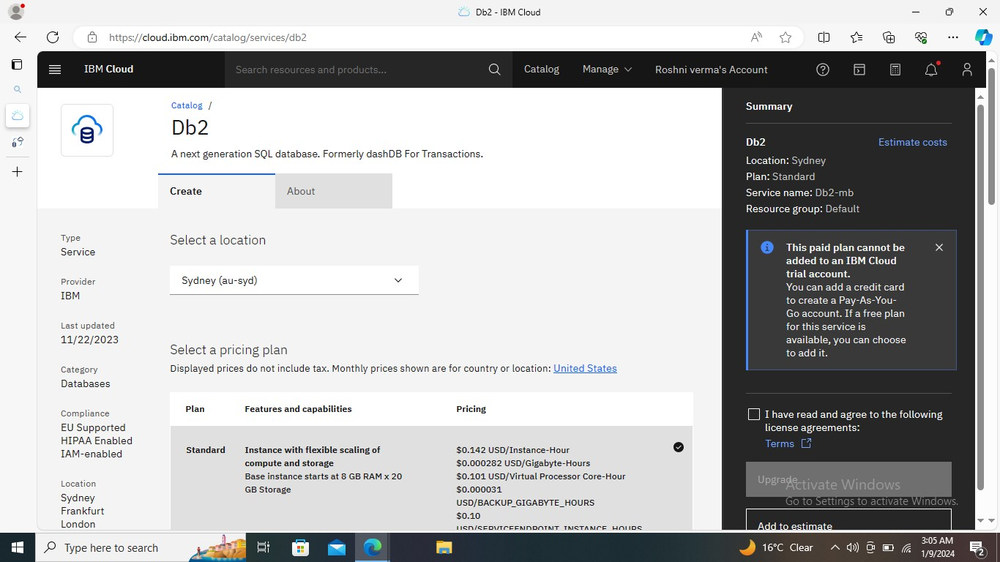 Db2 - IBM Cloud
https://cloud.ibm.com/catalog/services/db2
IBM Cloud
Search resources and products...
Catalog
Manage
Roshni verma's Account
Catalog /
Db2
A next generation SQL database. Formerly dashDB For Transactions.
Create
About
Type
Service
Provider
IBM
Last updated
11/22/2023
Category
Databases
Compliance
EU Supported
HIPAA Enabled
IAM-enabled
Location
Sydney
Frankfurt
London
Select a location
Sydney (au-syd)
Select a pricing plan
Displayed prices do not include tax. Monthly prices shown are for country or location: United States
Plan
Features and capabilities
Pricing
Standard
Instance with flexible scaling of
compute and storage
Base instance starts at 8 GB RAM x 20
GB Storage
$0.142 USD/Instance-Hour
$0.000282 USD/Gigabyte-Hours
$0.101 USD/Virtual Processor Core-Hour
$0.000031
USD/BACKUP_GIGABYTE_HOURS
$0.10
USD/SERVICEENDPOINT_INSTANCE_HOURS
Summary
Db2
Estimate costs
Location: Sydney
Plan: Standard
Service name: Db2-mb
Resource group: Default
This paid plan cannot be
added to an IBM Cloud
trial account.
You can add a credit card
to create a Pay-As-You-
Go account. If a free plan
for this service is
available, you can choose
to add it.
I have read and agree to the following
license agreements:
Terms
Upgrade
Activate Windows
Go to Settings to activate Windows.
Add to estimate
Type here to search
16°C Clear
3:05 AM
1/9/2024
2